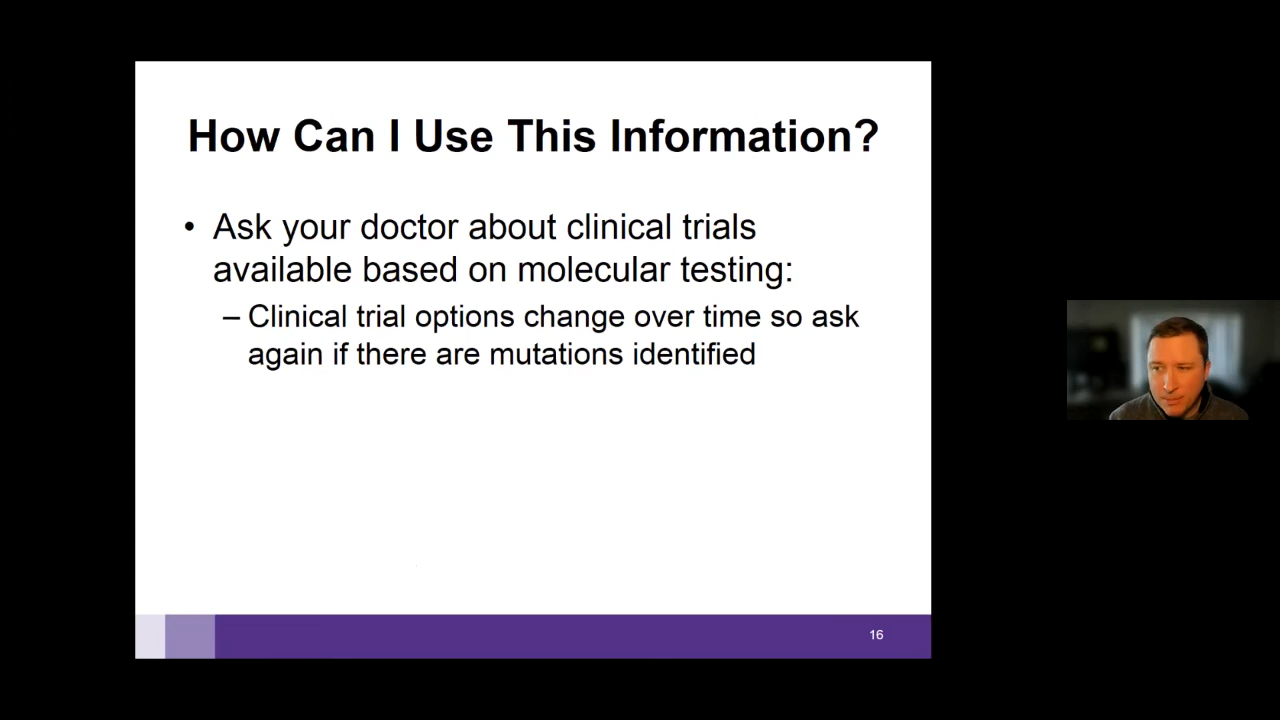 How Can I Use This Information?
• Ask your doctor about clinical trials
available based on molecular testing:
– Clinical trial options change over time so ask
again if there are mutations identified
16